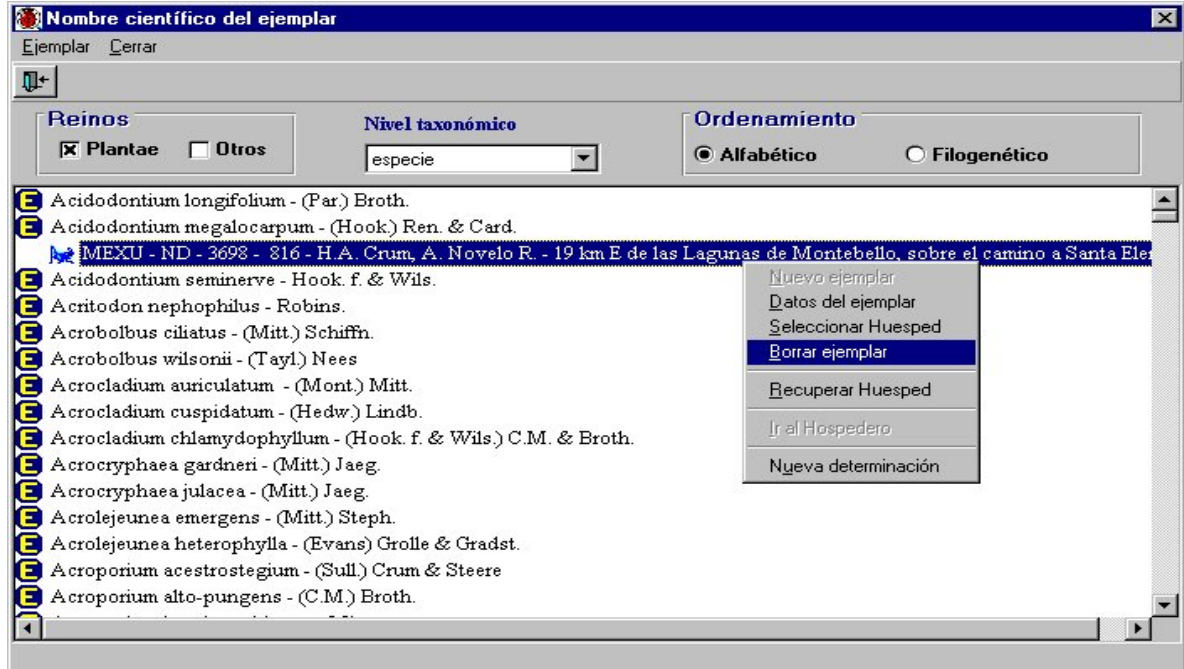 Nombre científico del ejemplar
Ejemplar Cerrar
Reinos
Plantae Otros
Nivel taxonómico
especie
Ordenamiento
Alfabético Filogenético
E Acidodontium longifolium - (Par.) Broth.
E Acidodontium megalocarpum - (Hook.) Ren. & Card.
MEXU - ND - 3698 - 816 - H.A. Crum, A. Novelo R. - 19 km E de las Lagunas de Montebello, sobre el camino a Santa Eler
E Acidodontium seminerve - Hook. f. & Wils.
E Acritodon nephophilus - Robins.
E Acrobolbus ciliatus - (Mitt.) Schiffn.
E Acrobolbus wilsonii - (Tayl.) Nees
E Acrocladium auriculatum - (Mont.) Mitt.
E Acrocladium cuspidatum - (Hedw.) Lindb.
E Acrocladium chlamydophyllum - (Hook. f. & Wils.) C.M. & Broth.
E Acrocryphaea gardneri - (Mitt.) Jaeg.
E Acrocryphaea julacea - (Mitt.) Jaeg.
E Acrolejeunea emergens - (Mitt.) Steph.
E Acrolejeunea heterophylla - (Evans) Grolle & Gradst.
E Acroporium acestrostegium - (Sull.) Crum & Steere
E Acroporium alto-pungens - (C.M.) Broth.
Nuevo ejemplar
Datos del ejemplar
Seleccionar Huesped
Borrar ejemplar
Recuperar Huesped
Ir al Hospedero
Nueva determinación